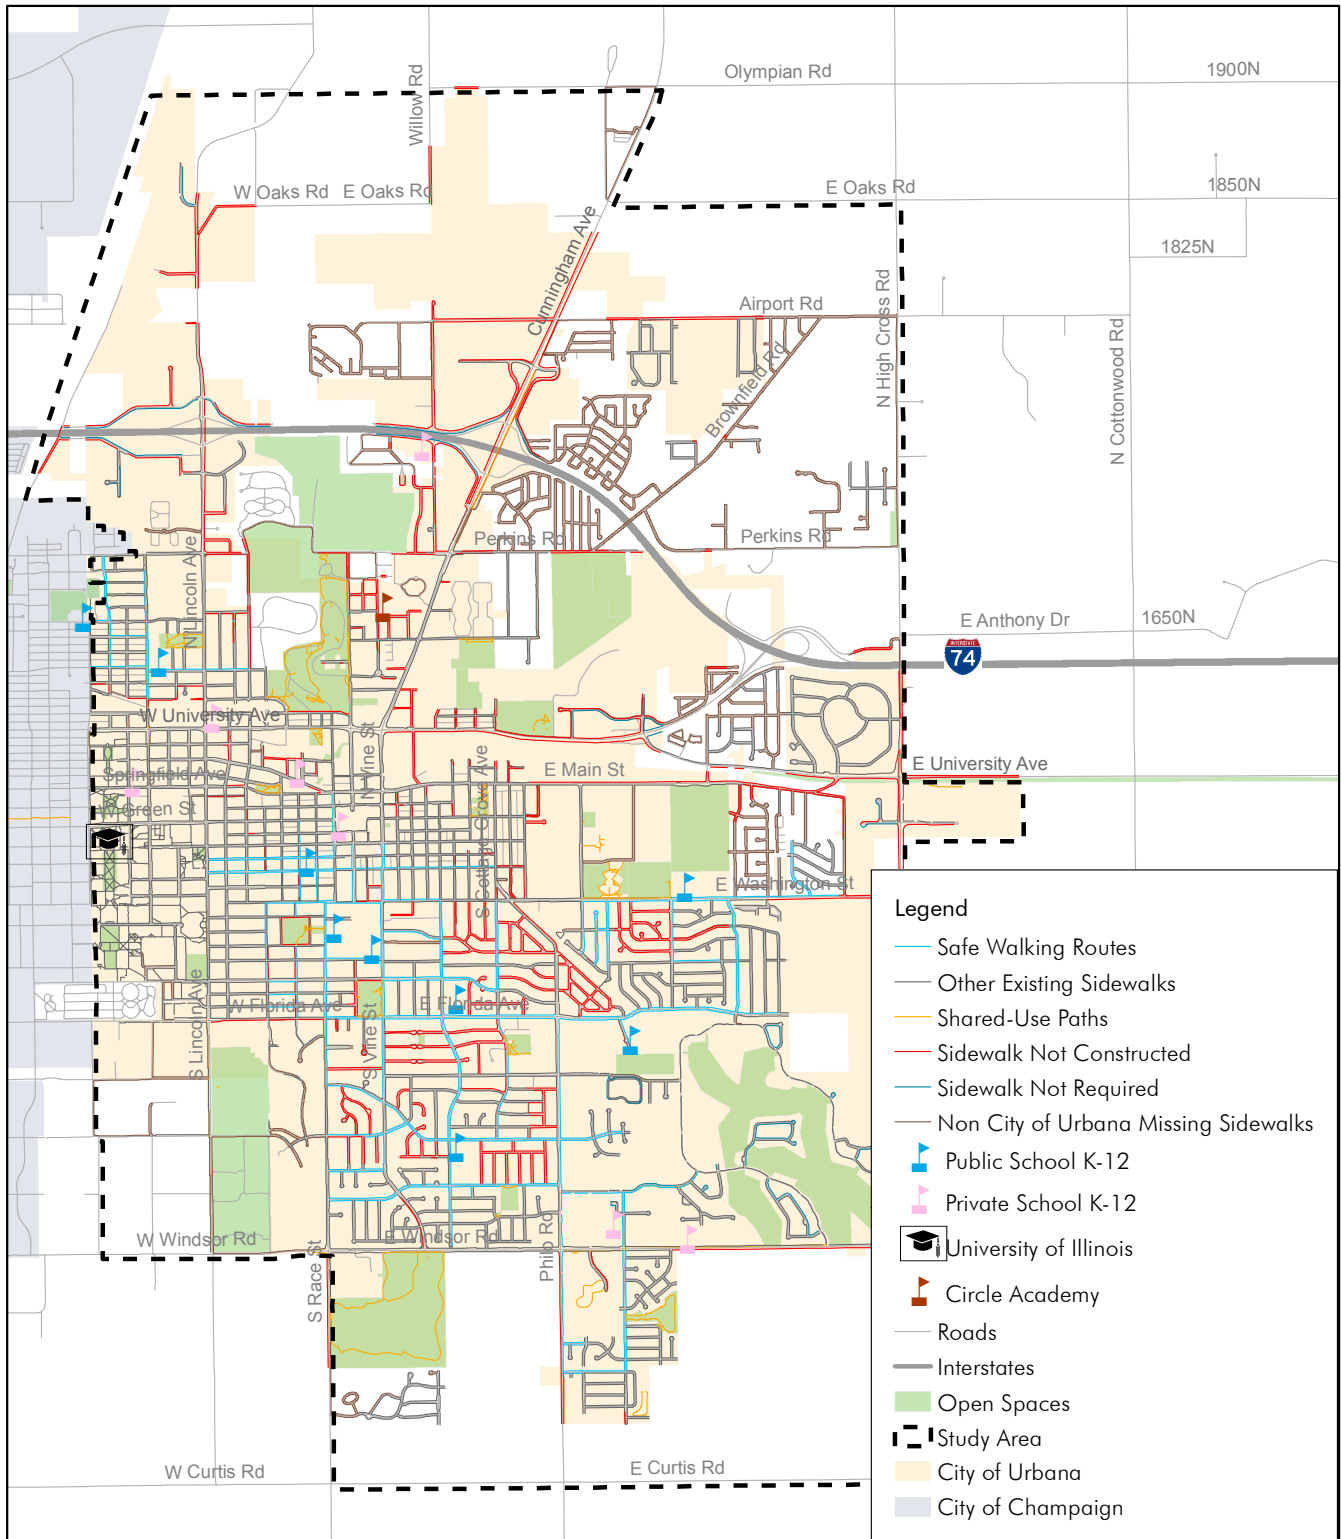 Olympian Rd
1900N
Willow Rd
W Oaks Rd
E Oaks Rd
E Oaks Rd
1850N
Cunningham Ave
1825N
Airport Rd
N High Cross Rd
N Cottonwood Rd
Brownfield Rd
Perkins Rd
Perkins Rd
N Lincoln Ave
E Anthony Dr
1650N
INTERSTATE
74
W University Ave
N Vine St
E University Ave
Springfield Ave
E Main St
S Cottage Grove Ave
W Green St
E Washington St
W Florida Ave
E Florida Ave
S Lincoln Ave
S Vine St
W Windsor Rd
E Windsor Rd
S Race St
Philo Rd
W Curtis Rd
E Curtis Rd
Legend
Safe Walking Routes
Other Existing Sidewalks
Shared-Use Paths
Sidewalk Not Constructed
Sidewalk Not Required
Non City of Urbana Missing Sidewalks
Public School K-12
Private School K-12
University of Illinois
Circle Academy
Roads
Interstates
Open Spaces
Study Area
City of Urbana
City of Champaign